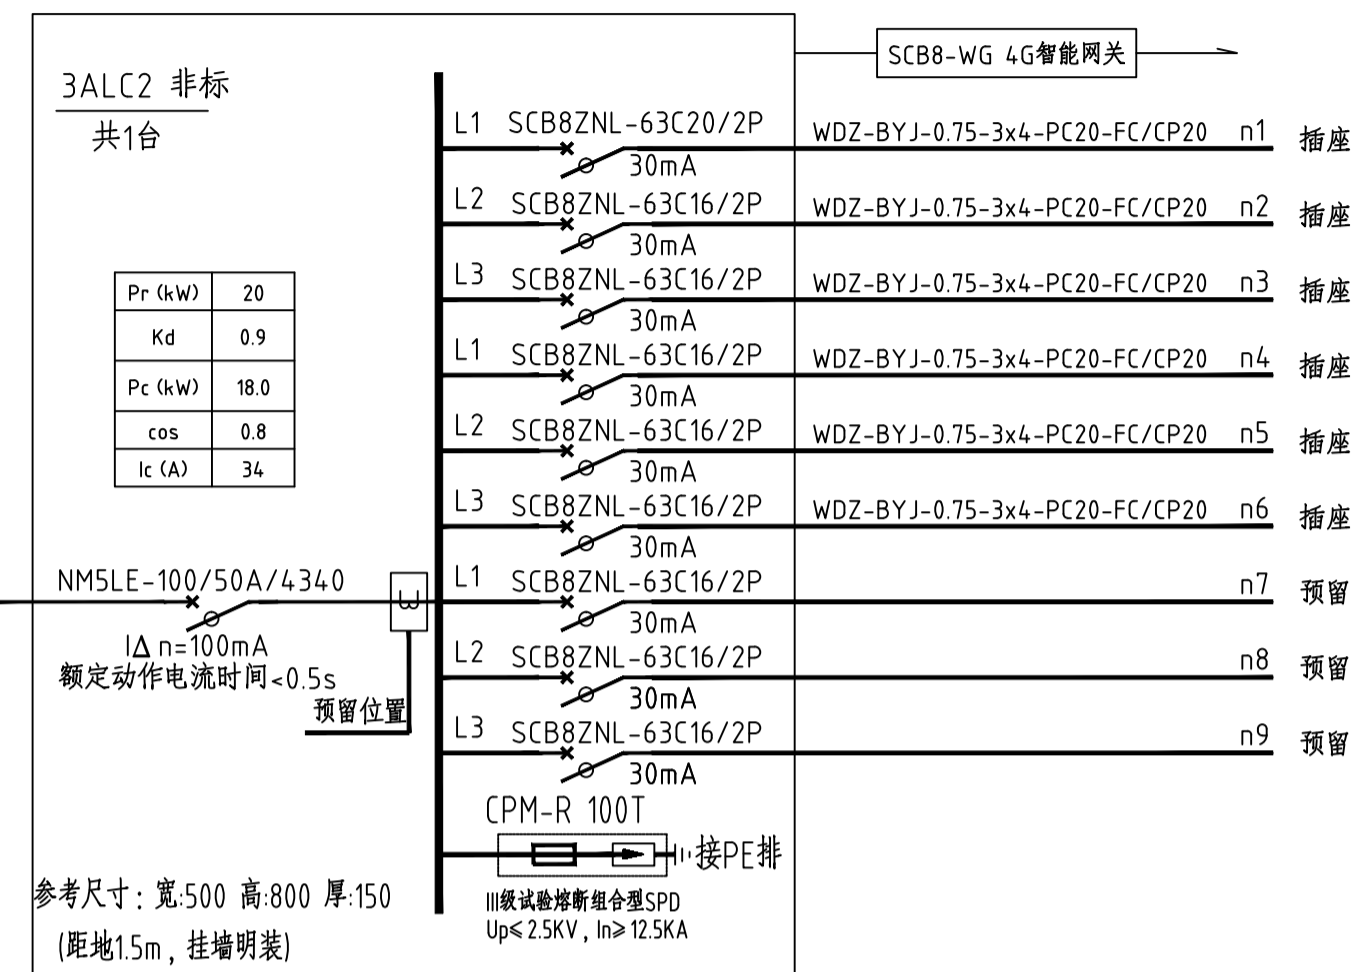 SCB8-WG 4G智能网关
3ALC2 非标
共1台
Pr (kW) 20
Kd 0.9
Pc (kW) 18.0
cos 0.8
Ic (A) 34
NM5LE-100/50A/4340
I∆ n=100mA
额定动作电流时间<0.5s
预留位置
L1 SCB8ZNL-63C20/2P WDZ-BYJ-0.75-3x4-PC20-FC/CP20 n1 插座
30mA
L2 SCB8ZNL-63C16/2P WDZ-BYJ-0.75-3x4-PC20-FC/CP20 n2 插座
30mA
L3 SCB8ZNL-63C16/2P WDZ-BYJ-0.75-3x4-PC20-FC/CP20 n3 插座
30mA
L1 SCB8ZNL-63C16/2P WDZ-BYJ-0.75-3x4-PC20-FC/CP20 n4 插座
30mA
L2 SCB8ZNL-63C16/2P WDZ-BYJ-0.75-3x4-PC20-FC/CP20 n5 插座
30mA
L3 SCB8ZNL-63C16/2P WDZ-BYJ-0.75-3x4-PC20-FC/CP20 n6 插座
30mA
L1 SCB8ZNL-63C16/2P n7 预留
30mA
L2 SCB8ZNL-63C16/2P n8 预留
30mA
L3 SCB8ZNL-63C16/2P n9 预留
30mA
CPM-R 100T
接PE排
III级试验熔断组合型SPD
Up≤2.5KV, In≥12.5KA
参考尺寸: 宽:500 高:800 厚:150
(距地1.5m, 挂墙明装)